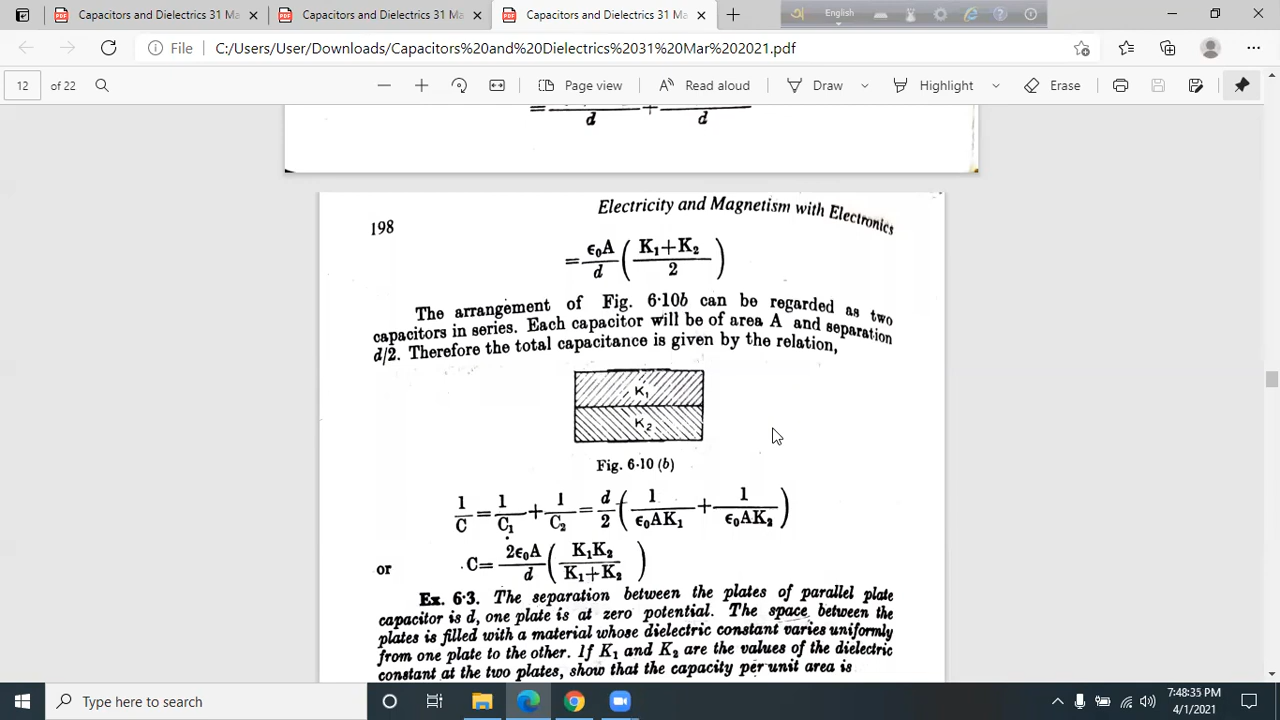 Capacitors and Dielectrics 31 Mar
Capacitors and Dielectrics 31 Mar
Capacitors and Dielectrics 31 Ma
English
File
C:/Users/User/Downloads/Capacitors%20and%20Dielectrics%2031%20Mar%202021.pdf
12 of 22
Page view
Read aloud
Draw
Highlight
Erase
= d + d
198
Electricity and Magnetism with Electronics
= ϵ₀A/d ( K₁+K₂ / 2 )
The arrangement of Fig. 6·10b can be regarded as two
capacitors in series. Each capacitor will be of area A and separation
d/2. Therefore the total capacitance is given by the relation,
K₁
K₂
Fig. 6·10 (b)
1/C = 1/C₁ + 1/C₂ = d/2 ( 1/ϵ₀AK₁ + 1/ϵ₀AK₂ )
or C= 2ϵ₀A/d ( K₁K₂ / K₁+K₂ )
Ex. 6·3. The separation between the plates of parallel plate
capacitor is d, one plate is at zero potential. The space between the
plates is filled with a material whose dielectric constant varies uniformly
from one plate to the other. If K₁ and K₂ are the values of the dielectric
constant at the two plates, show that the capacity per unit area is
Type here to search
7:48:35 PM
4/1/2021